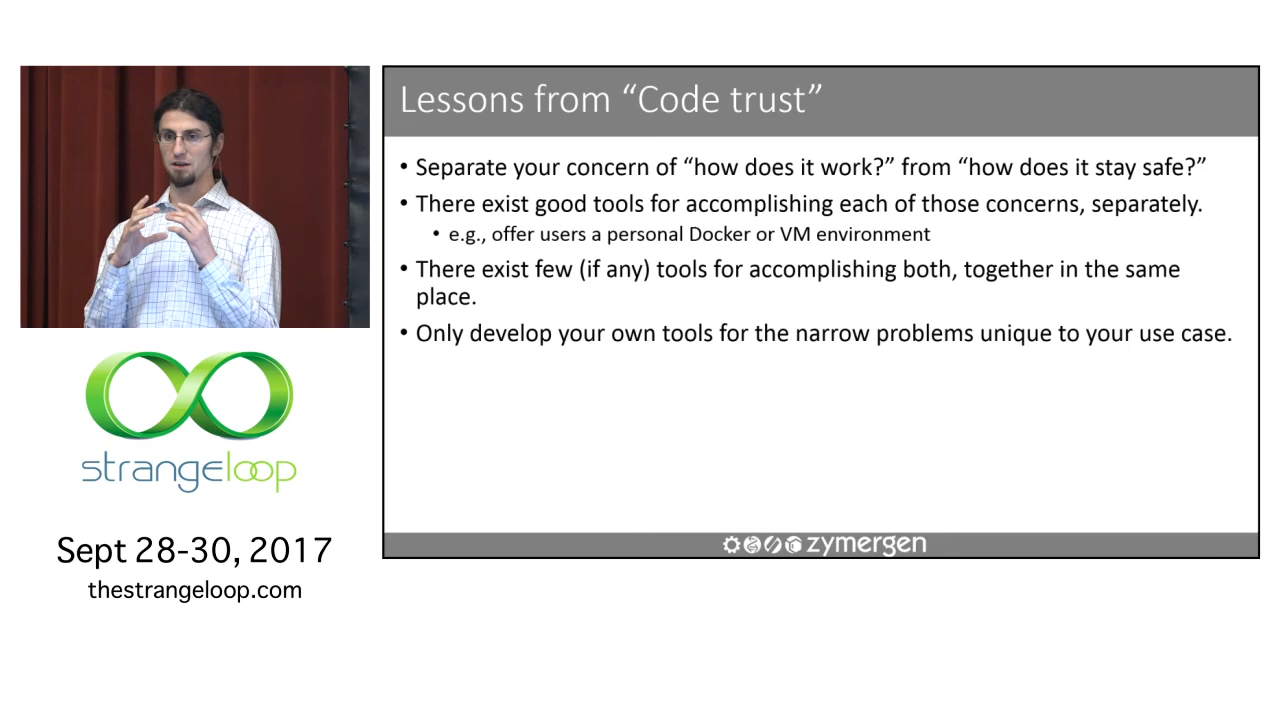 Lessons from “Code trust”
• Separate your concern of “how does it work?” from “how does it stay safe?”
• There exist good tools for accomplishing each of those concerns, separately.
• e.g., offer users a personal Docker or VM environment
• There exist few (if any) tools for accomplishing both, together in the same
place.
• Only develop your own tools for the narrow problems unique to your use case.
zymergen
strangeloop
Sept 28-30, 2017
thestrangeloop.com